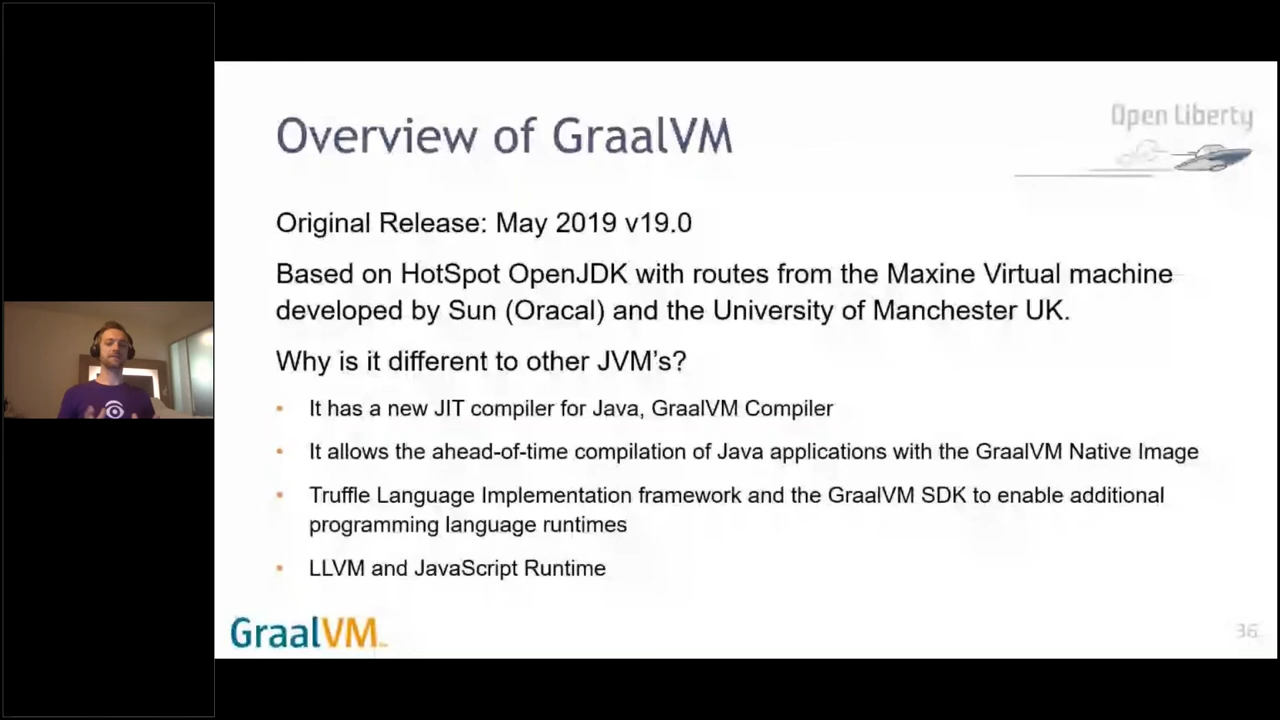 Overview of GraalVM
Open Liberty
Original Release: May 2019 v19.0
Based on HotSpot OpenJDK with routes from the Maxine Virtual machine
developed by Sun (Oracal) and the University of Manchester UK.
Why is it different to other JVM's?
• It has a new JIT compiler for Java, GraalVM Compiler
• It allows the ahead-of-time compilation of Java applications with the GraalVM Native Image
• Truffle Language Implementation framework and the GraalVM SDK to enable additional
programming language runtimes
• LLVM and JavaScript Runtime
GraalVM
36